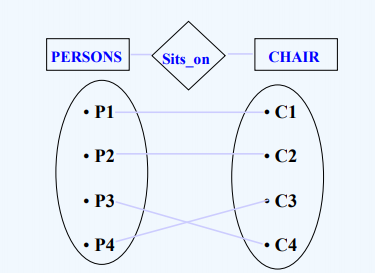 PERSONS Sits_on CHAIR
• P1 • C1
• P2 • C2
• P3 • C3
• P4 • C4